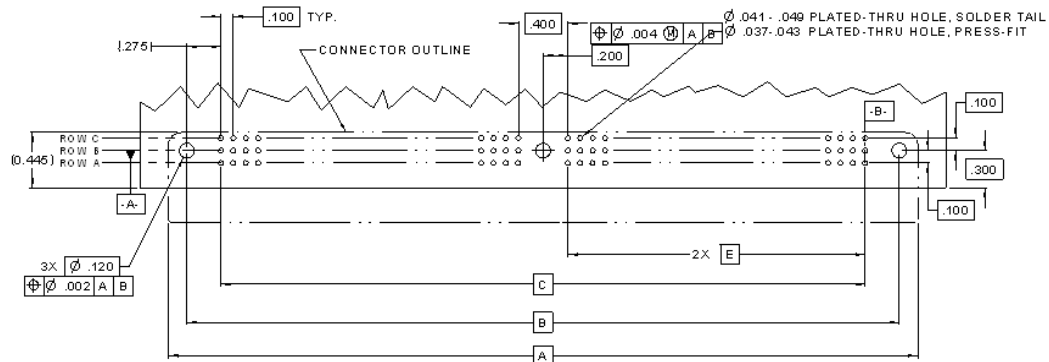 .100 TYP.
.400
⌖ Ø .004 Ⓜ A B
Ø .041 - .049 PLATED-THRU HOLE, SOLDER TAIL
Ø .037-.043 PLATED-THRU HOLE, PRESS-FIT
(.275)
CONNECTOR OUTLINE
.200
-B-
.100
ROW C
ROW B
ROW A
(0.445)
.300
-A-
.100
3X Ø .120
⌖ Ø .002 A B
2X E
C
B
A